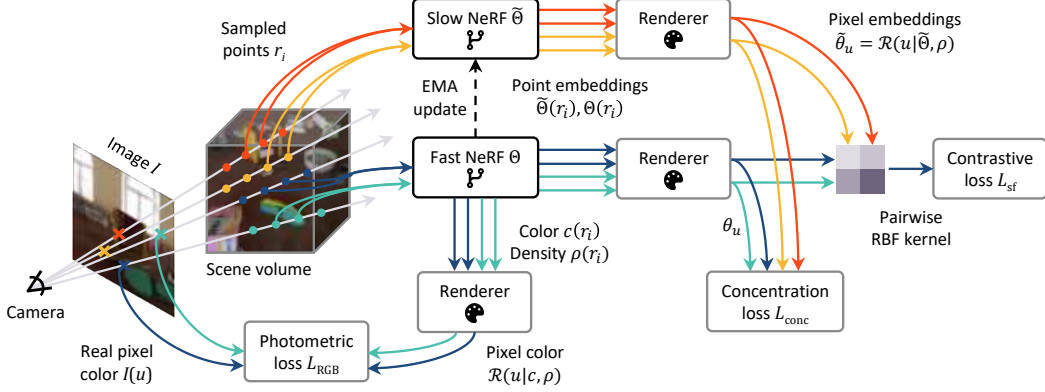 Sampled
points r_i
Slow NeRF Θ̃
Renderer
Pixel embeddings
θ̃_u = R(u|Θ̃, ρ)
EMA
update
Point embeddings
Θ̃(r_i), Θ(r_i)
Image I
Fast NeRF Θ
Renderer
Contrastive
loss L_sf
Pairwise
RBF kernel
Scene volume
Color c(r_i)
Density ρ(r_i)
θ_u
Camera
Renderer
Concentration
loss L_conc
Real pixel
color I(u)
Photometric
loss L_RGB
Pixel color
R(u|c, ρ)